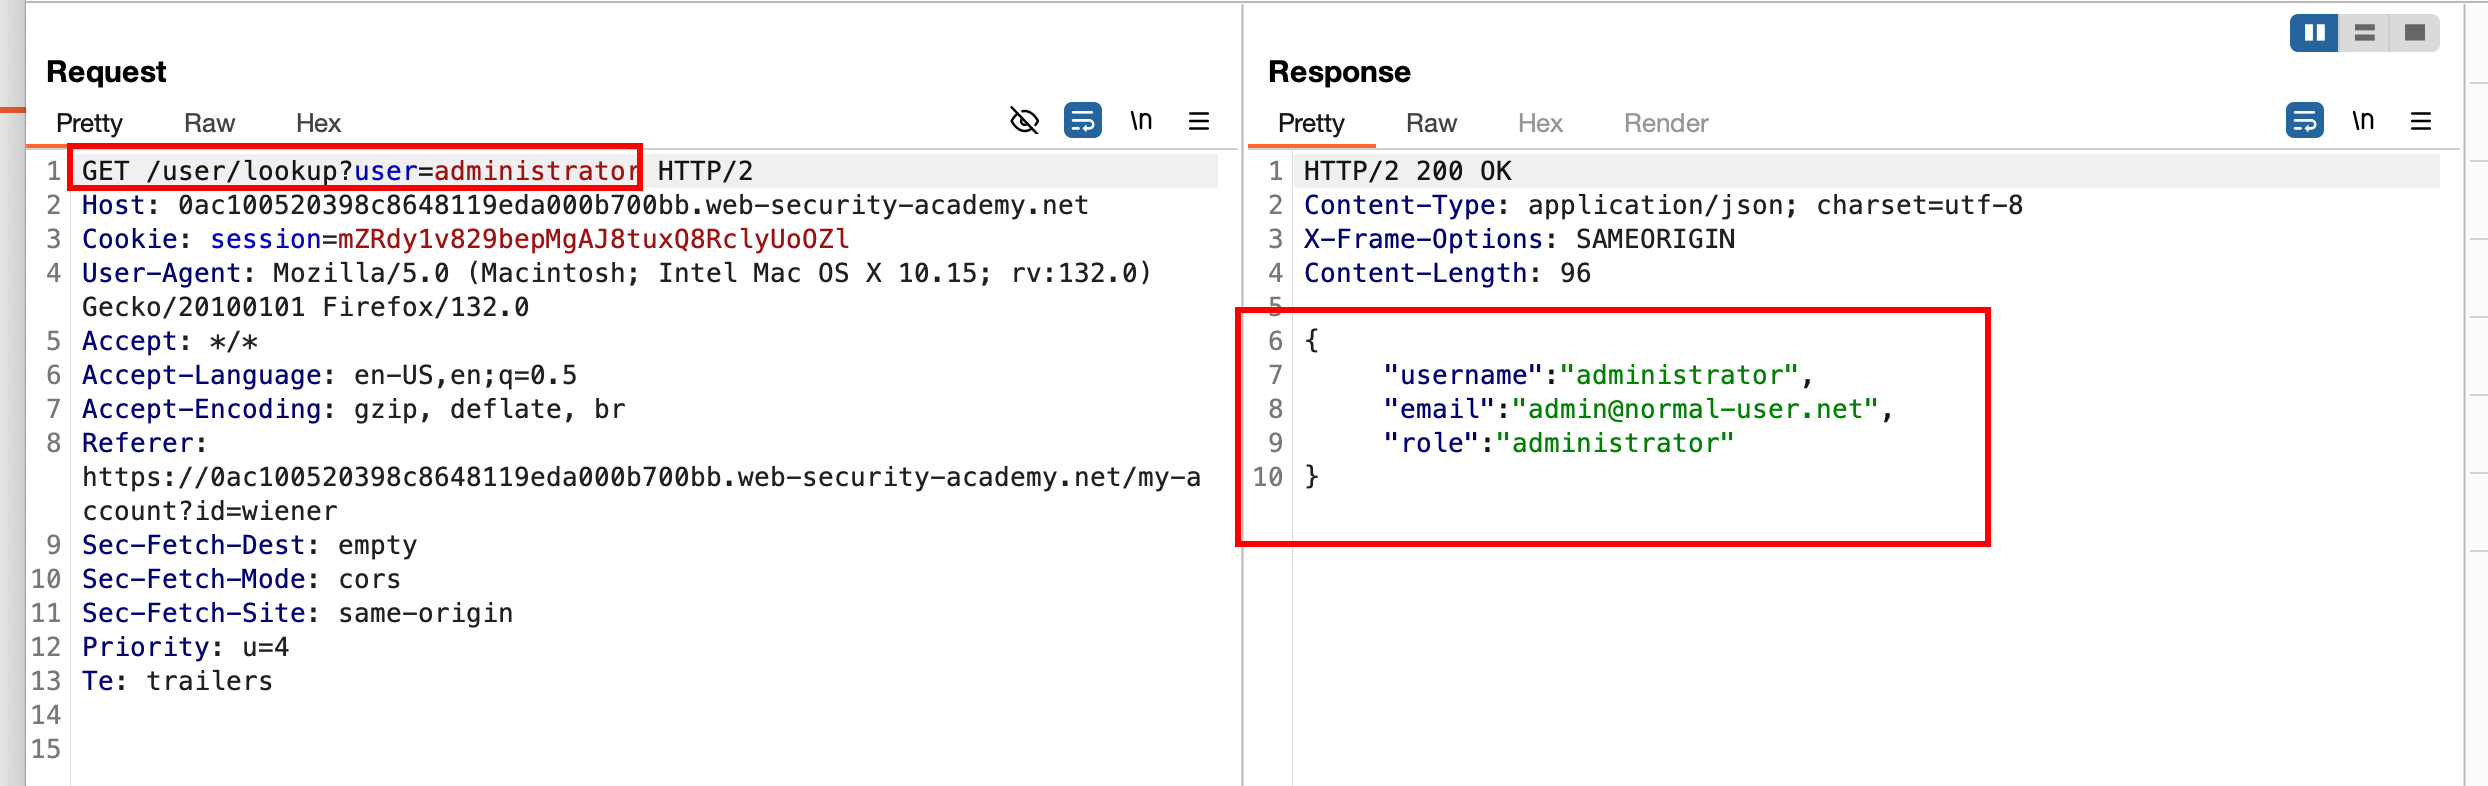 Request
Pretty Raw Hex
\n
1 GET /user/lookup?user=administrator HTTP/2
2 Host: 0ac100520398c8648119eda000b700bb.web-security-academy.net
3 Cookie: session=mZRdy1v829bepMgAJ8tuxQ8RclyUoOZl
4 User-Agent: Mozilla/5.0 (Macintosh; Intel Mac OS X 10.15; rv:132.0)
Gecko/20100101 Firefox/132.0
5 Accept: */*
6 Accept-Language: en-US,en;q=0.5
7 Accept-Encoding: gzip, deflate, br
8 Referer:
https://0ac100520398c8648119eda000b700bb.web-security-academy.net/my-a
ccount?id=wiener
9 Sec-Fetch-Dest: empty
10 Sec-Fetch-Mode: cors
11 Sec-Fetch-Site: same-origin
12 Priority: u=4
13 Te: trailers
14
15
Response
Pretty Raw Hex Render
\n
1 HTTP/2 200 OK
2 Content-Type: application/json; charset=utf-8
3 X-Frame-Options: SAMEORIGIN
4 Content-Length: 96
5
6 {
7 "username":"administrator",
8 "email":"admin@normal-user.net",
9 "role":"administrator"
10 }